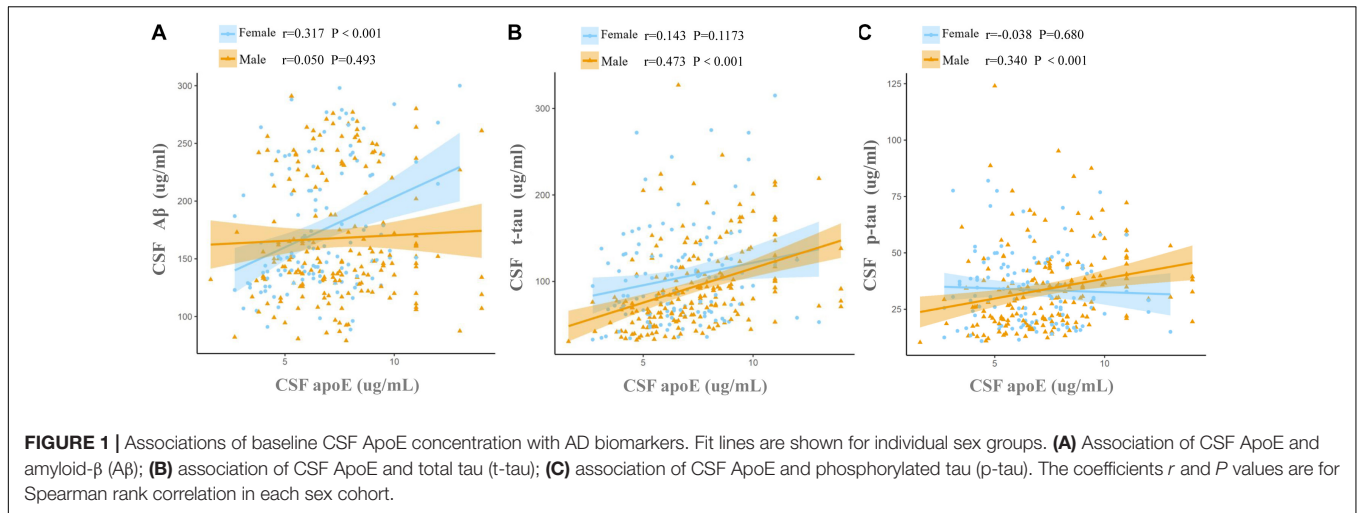 A
Female r=0.317 P < 0.001
Male r=0.050 P=0.493
300
250
200
150
100
CSF Aβ (ug/ml)
5
10
CSF apoE (ug/mL)
B
Female r=0.143 P=0.1173
Male r=0.473 P < 0.001
300
200
100
CSF t-tau (ug/ml)
5
10
CSF apoE (ug/mL)
C
Female r=-0.038 P=0.680
Male r=0.340 P < 0.001
125
100
75
50
25
CSF p-tau (ug/ml)
5
10
CSF apoE (ug/mL)
FIGURE 1 | Associations of baseline CSF ApoE concentration with AD biomarkers. Fit lines are shown for individual sex groups. (A) Association of CSF ApoE and
amyloid-β (Aβ); (B) association of CSF ApoE and total tau (t-tau); (C) association of CSF ApoE and phosphorylated tau (p-tau). The coefficients r and P values are for
Spearman rank correlation in each sex cohort.